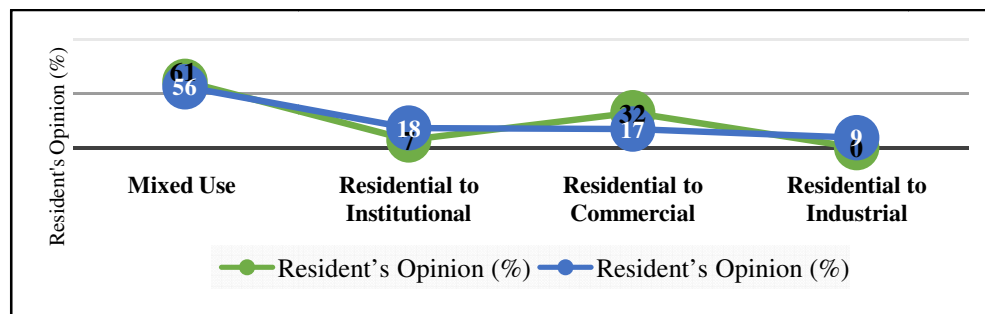 Resident's Opinion (%)
61
56
18
7
32
17
9
0
Mixed Use
Residential to
Institutional
Residential to
Commercial
Residential to
Industrial
Resident's Opinion (%)
Resident's Opinion (%)